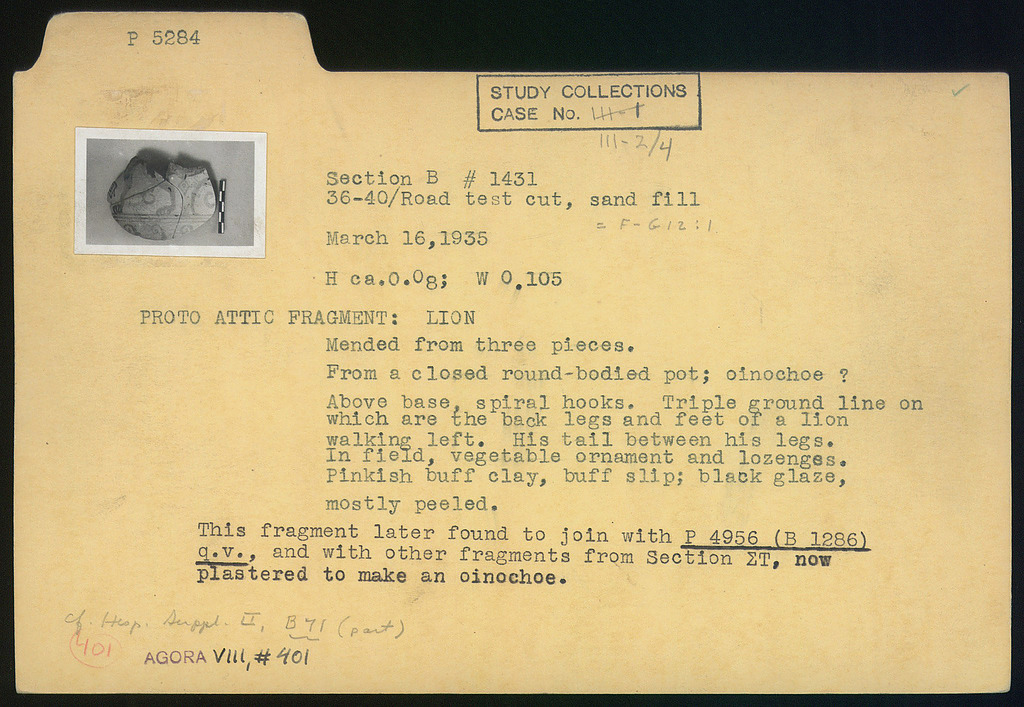 P 5284
STUDY COLLECTIONS
CASE No. III-1
III-2/4
Section B # 1431
36-40/Road test cut, sand fill
= F-G 12:1
March 16,1935
H ca.0.08; W 0.105
PROTO ATTIC FRAGMENT: LION
Mended from three pieces.
From a closed round-bodied pot; oinochoe ?
Above base, spiral hooks. Triple ground line on
which are the back legs and feet of a lion
walking left. His tail between his legs.
In field, vegetable ornament and lozenges.
Pinkish buff clay, buff slip; black glaze,
mostly peeled.
This fragment later found to join with P 4956 (B 1286)
q.v., and with other fragments from Section ΣΤ, now
plastered to make an oinochoe.
cf. Hesp. Suppl. II, B 71 (part)
401
AGORA VIII, # 401